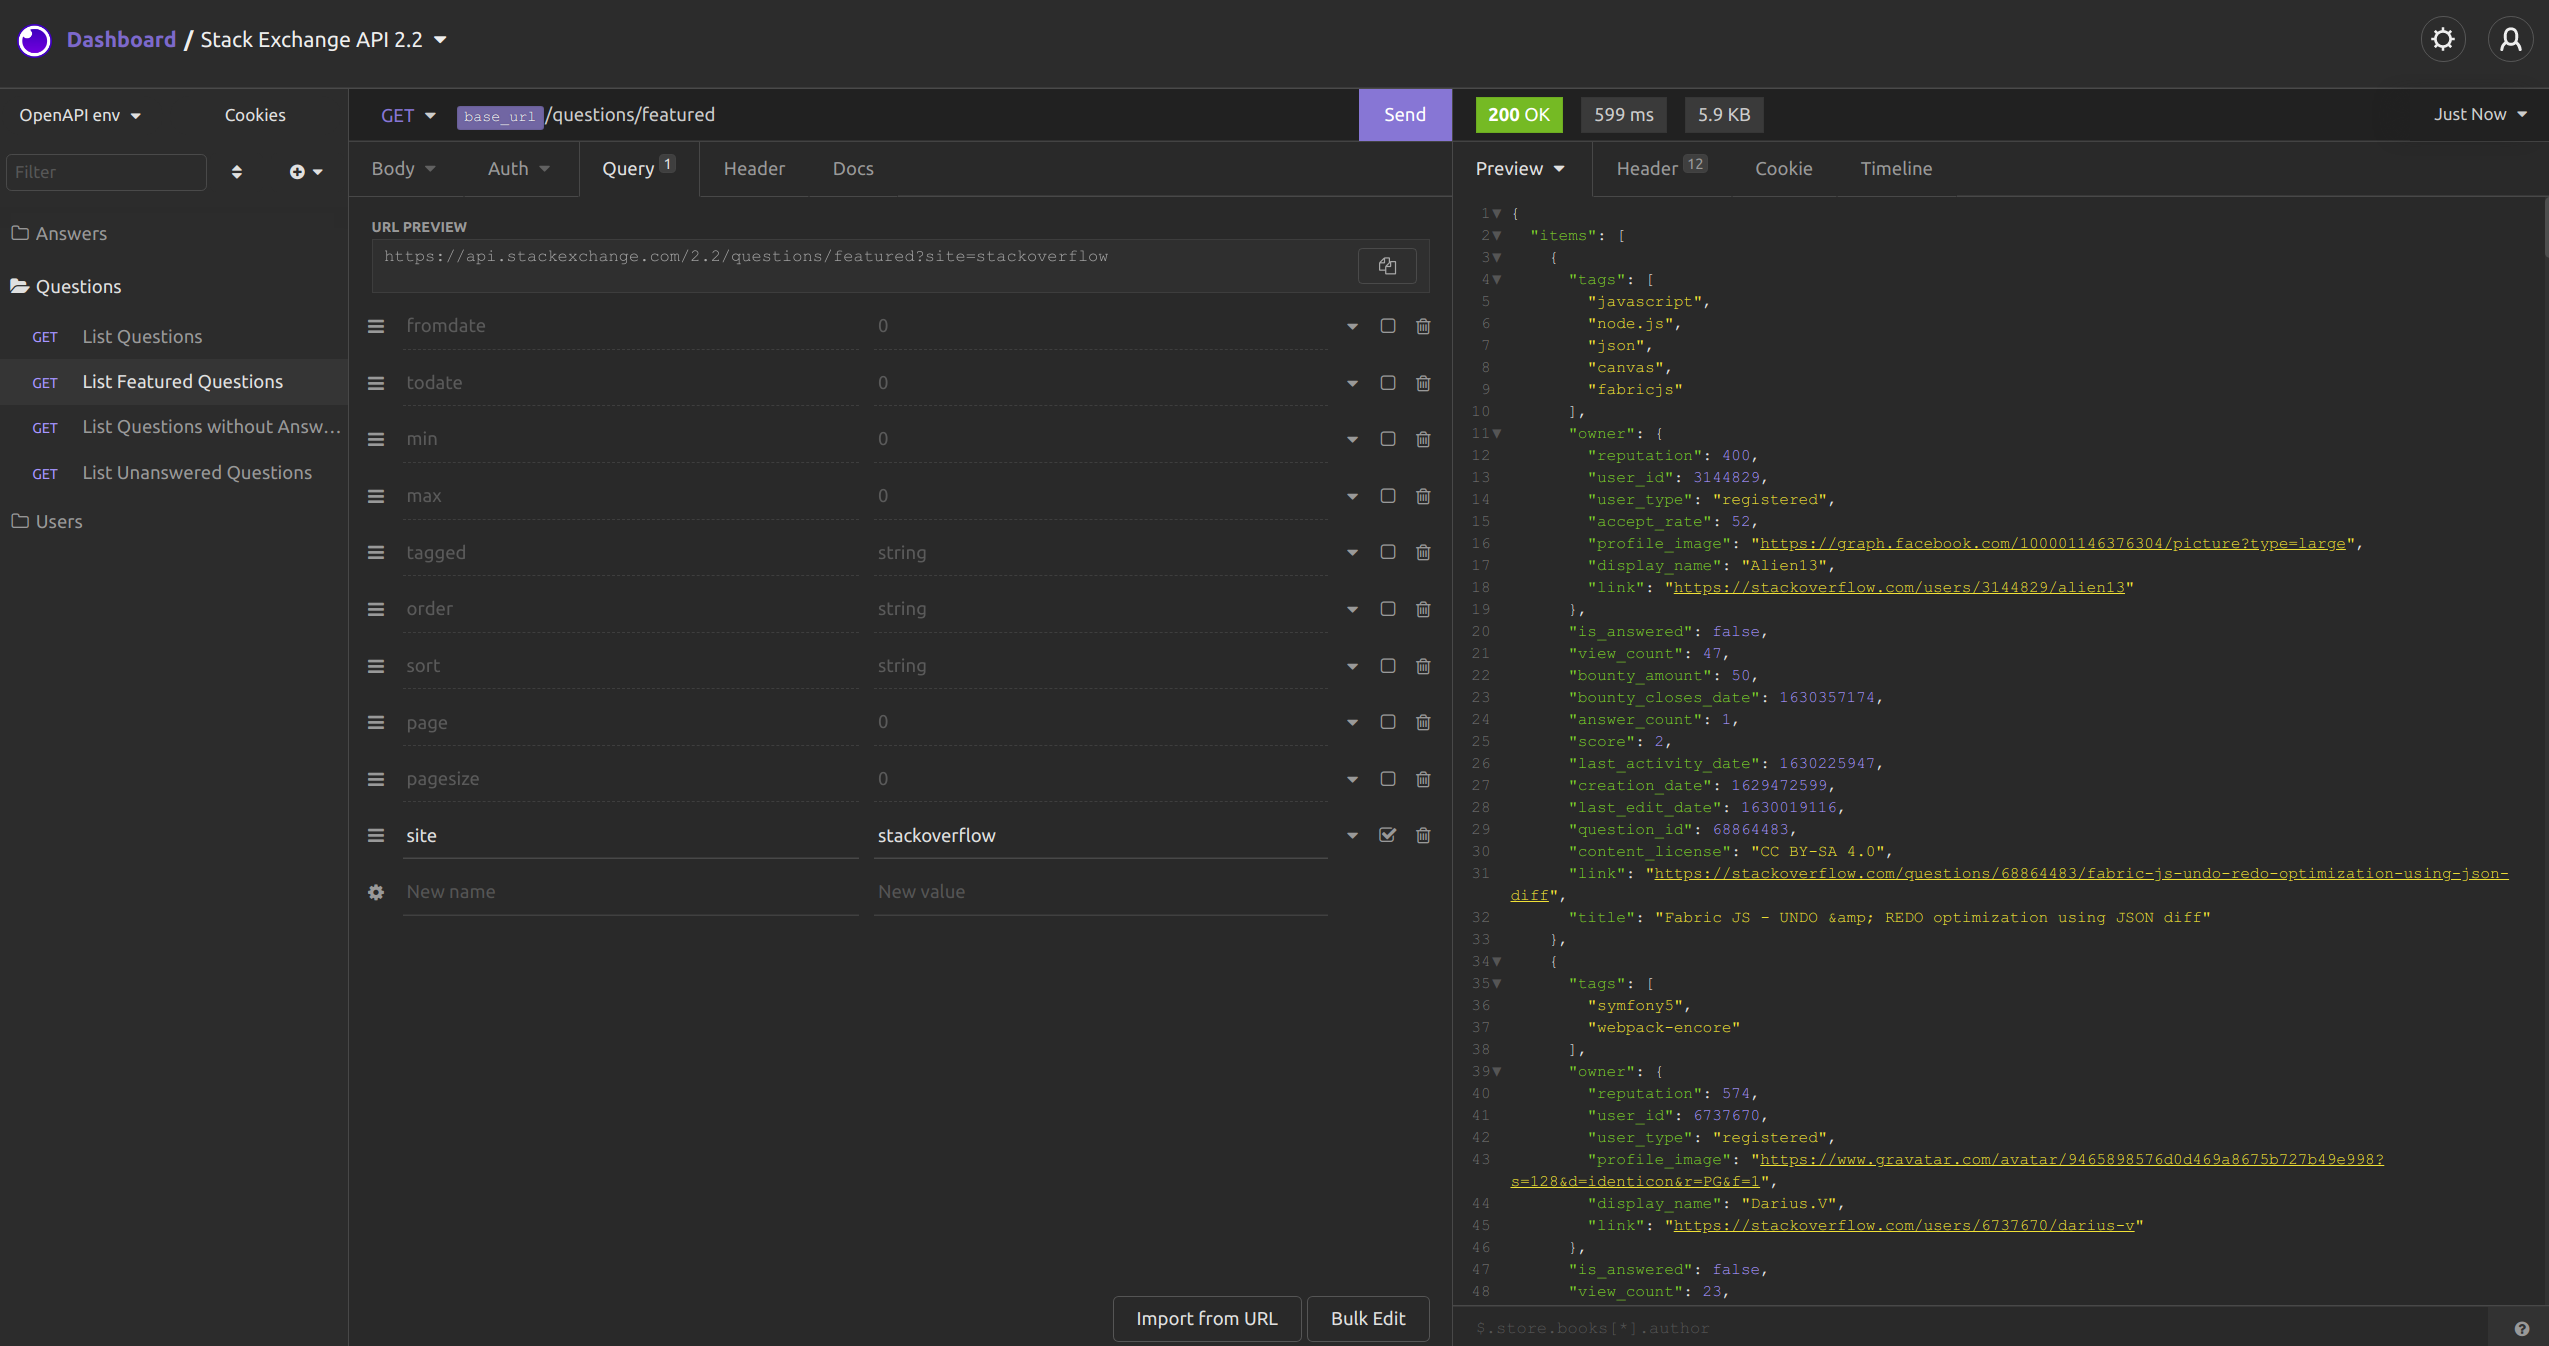 Dashboard / Stack Exchange API 2.2
OpenAPI env
Cookies
Filter
Answers
Questions
GET List Questions
GET List Featured Questions
GET List Questions without Answ...
GET List Unanswered Questions
Users
GET base_url/questions/featured
Send
Body
Auth
Query 1
Header
Docs
URL PREVIEW
https://api.stackexchange.com/2.2/questions/featured?site=stackoverflow
fromdate 0
todate 0
min 0
max 0
tagged string
order string
sort string
page 0
pagesize 0
site stackoverflow
New name New value
Import from URL
Bulk Edit
200 OK
599 ms
5.9 KB
Just Now
Preview
Header 12
Cookie
Timeline
1 {
2 "items": [
3 {
4 "tags": [
5 "javascript",
6 "node.js",
7 "json",
8 "canvas",
9 "fabricjs"
10 ],
11 "owner": {
12 "reputation": 400,
13 "user_id": 3144829,
14 "user_type": "registered",
15 "accept_rate": 52,
16 "profile_image": "https://graph.facebook.com/100001146376304/picture?type=large",
17 "display_name": "Alien13",
18 "link": "https://stackoverflow.com/users/3144829/alien13"
19 },
20 "is_answered": false,
21 "view_count": 47,
22 "bounty_amount": 50,
23 "bounty_closes_date": 1630357174,
24 "answer_count": 1,
25 "score": 2,
26 "last_activity_date": 1630225947,
27 "creation_date": 1629472599,
28 "last_edit_date": 1630019116,
29 "question_id": 68864483,
30 "content_license": "CC BY-SA 4.0",
31 "link": "https://stackoverflow.com/questions/68864483/fabric-js-undo-redo-optimization-using-json-
diff",
32 "title": "Fabric JS - UNDO &amp; REDO optimization using JSON diff"
33 },
34 {
35 "tags": [
36 "symfony5",
37 "webpack-encore"
38 ],
39 "owner": {
40 "reputation": 574,
41 "user_id": 6737670,
42 "user_type": "registered",
43 "profile_image": "https://www.gravatar.com/avatar/9465898576d0d469a8675b727b49e998?
s=128&d=identicon&r=PG&f=1",
44 "display_name": "Darius.V",
45 "link": "https://stackoverflow.com/users/6737670/darius-v"
46 },
47 "is_answered": false,
48 "view_count": 23,
$.store.books[*].author